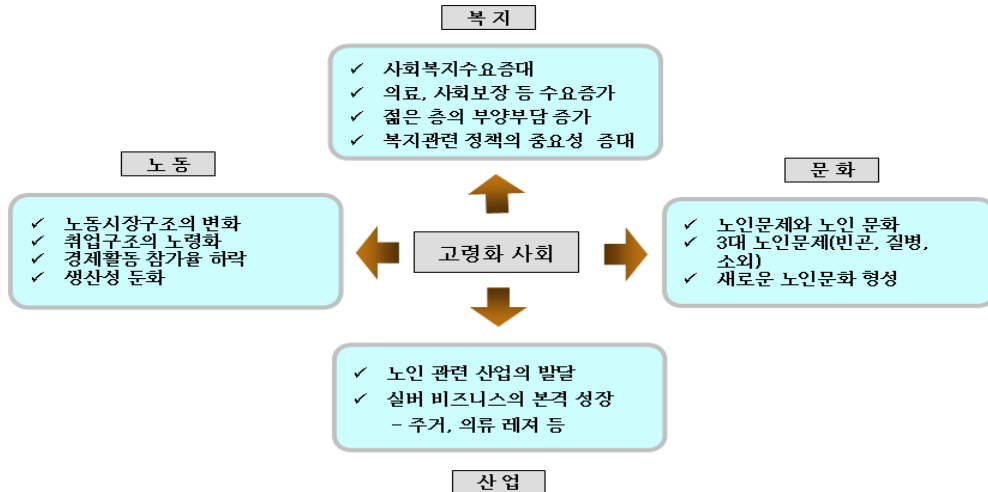 복 지
✓ 사회복지수요증대
✓ 의료, 사회보장 등 수요증가
✓ 젊은 층의 부양부담 증가
✓ 복지관련 정책의 중요성 증대
노 동
✓ 노동시장구조의 변화
✓ 취업구조의 노령화
✓ 경제활동 참가율 하락
✓ 생산성 둔화
고령화 사회
문 화
✓ 노인문제와 노인 문화
✓ 3대 노인문제(빈곤, 질병,
소외)
✓ 새로운 노인문화 형성
✓ 노인 관련 산업의 발달
✓ 실버 비즈니스의 본격 성장
– 주거, 의류 레져 등
산 업